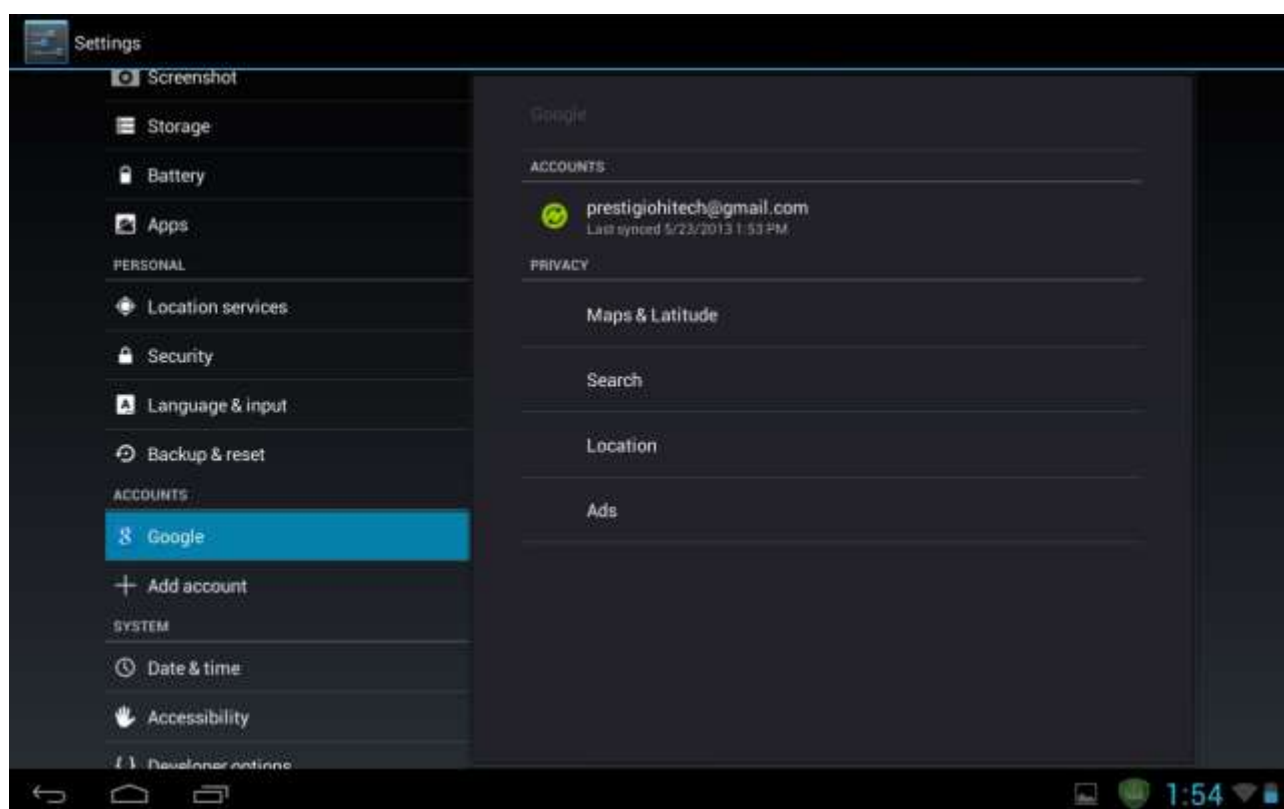 Settings
Screenshot
Storage
Battery
Apps
PERSONAL
Location services
Security
Language & input
Backup & reset
ACCOUNTS
Google
Add account
SYSTEM
Date & time
Accessibility
Developer options
Google
ACCOUNTS
prestigiohitech@gmail.com
Last synced 5/23/2013 1:53 PM
PRIVACY
Maps & Latitude
Search
Location
Ads
1:54